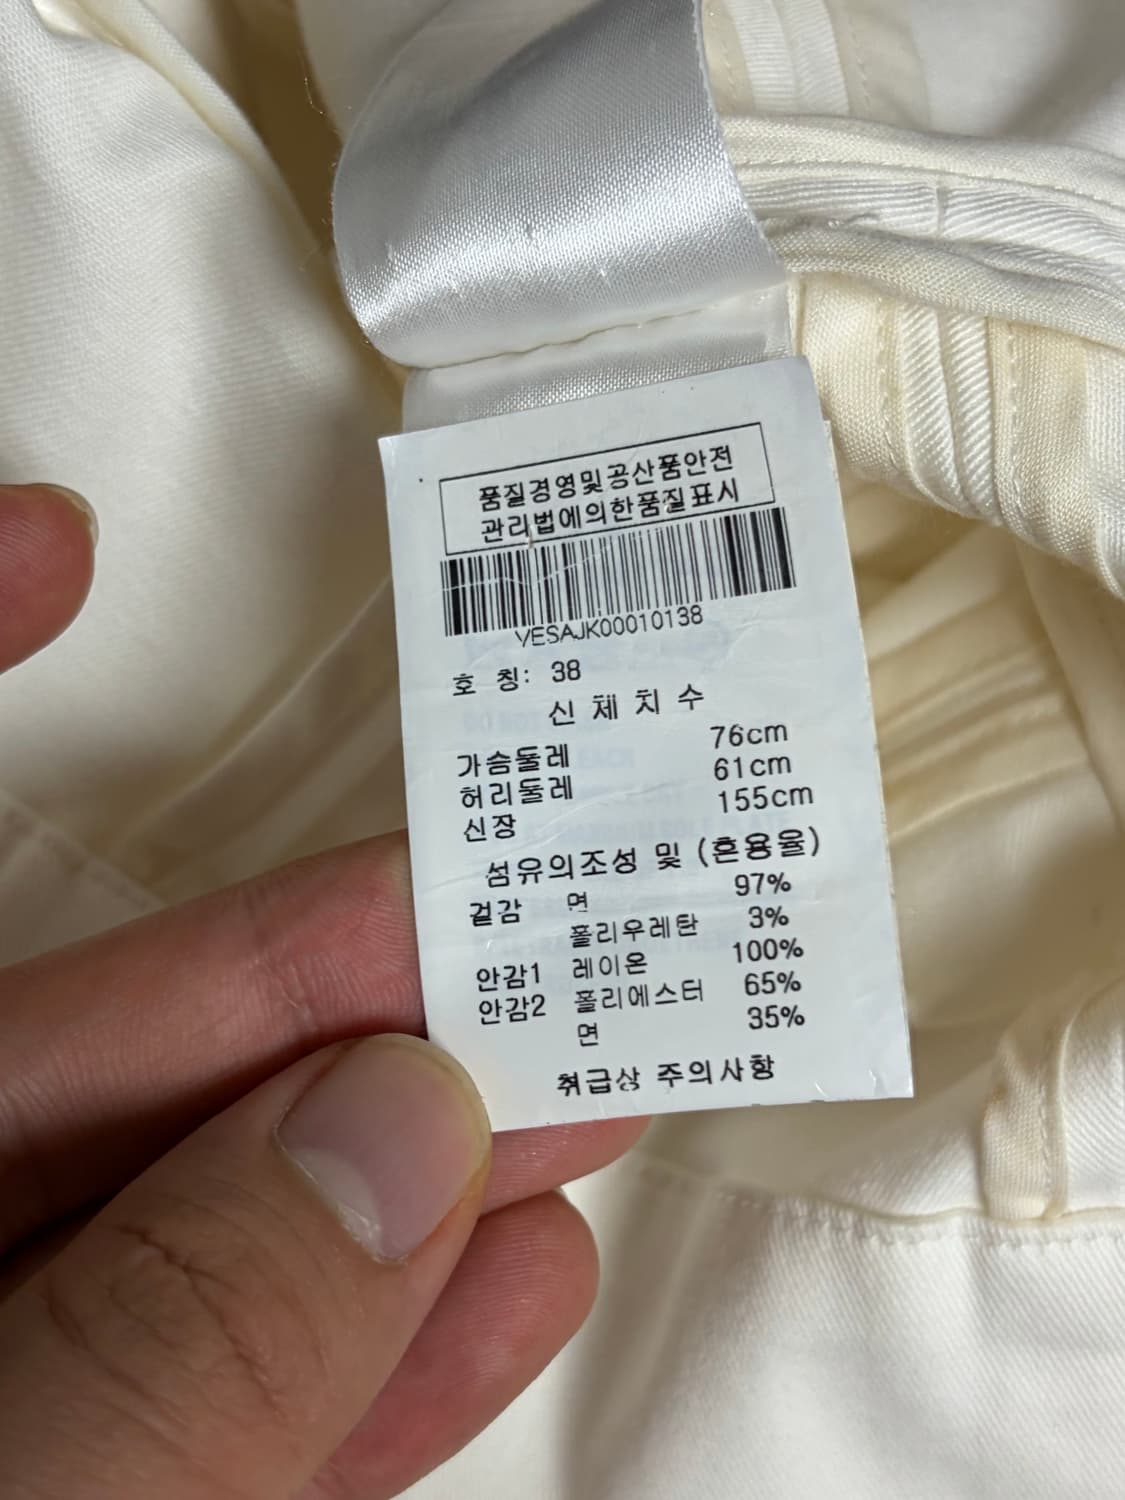 품질경영및공산품안전
관리법에의한품질표시
YESAJK00010138
호 칭: 38
신 체 치 수
가슴둘레 76cm
허리둘레 61cm
신장 155cm
섬유의조성 및 (혼용율)
겉감 면 97%
폴리우레탄 3%
안감1 레이온 100%
안감2 폴리에스터 65%
면 35%
취급상 주의사항